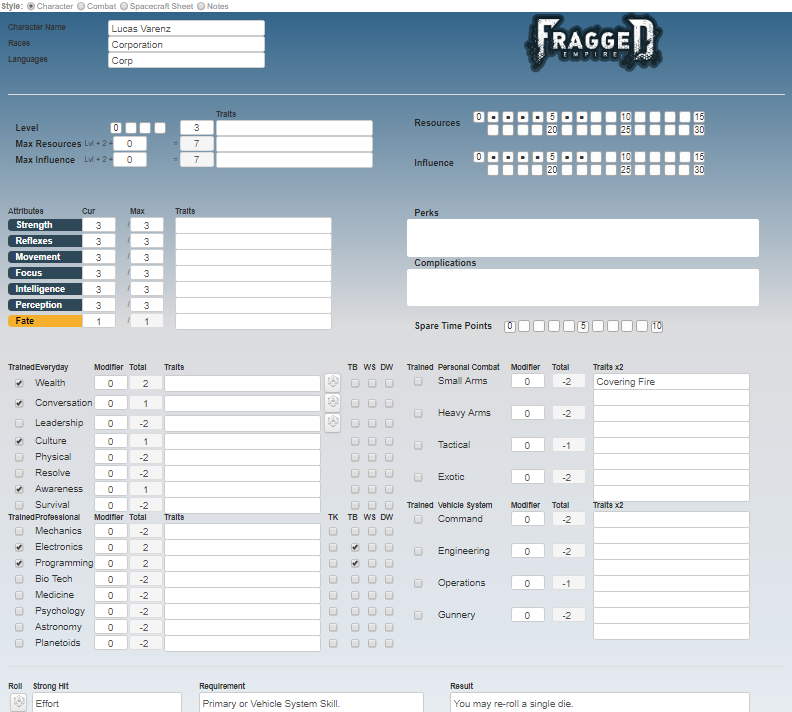 Style: Character Combat Spacecraft Sheet Notes
Character Name Lucas Varenz
Races Corporation
Languages Corp
FRAGGED
EMPIRE
Traits
Level 0 3
Max Resources Lvl + 2 + 0 = 7
Max Influence Lvl + 2 + 0 = 7
Resources 0 5 10 15
20 25 30
Influence 0 5 10 15
20 25 30
Attributes Cur Max Traits
Strength 3 / 3
Reflexes 3 / 3
Movement 3 / 3
Focus 3 / 3
Intelligence 3 / 3
Perception 3 / 3
Fate 1 / 1
Perks
Complications
Spare Time Points 0 5 10
Trained Everyday Modifier Total Traits TB WS DW
Wealth 0 2
Conversation 0 1
Leadership 0 -2
Culture 0 1
Physical 0 -2
Resolve 0 -2
Awareness 0 1
Survival 0 -2
Trained Professional Modifier Total Traits TK TB WS DW
Mechanics 0 -2
Electronics 0 2
Programming 0 2
Bio Tech 0 -2
Medicine 0 -2
Psychology 0 -2
Astronomy 0 -2
Planetoids 0 -2
Trained Personal Combat Modifier Total Traits x2
Small Arms 0 -2 Covering Fire
Heavy Arms 0 -2
Tactical 0 -1
Exotic 0 -2
Trained Vehicle System Modifier Total Traits x2
Command 0 -2
Engineering 0 -2
Operations 0 -1
Gunnery 0 -2
Roll Strong Hit Requirement Result
Effort Primary or Vehicle System Skill. You may re-roll a single die.